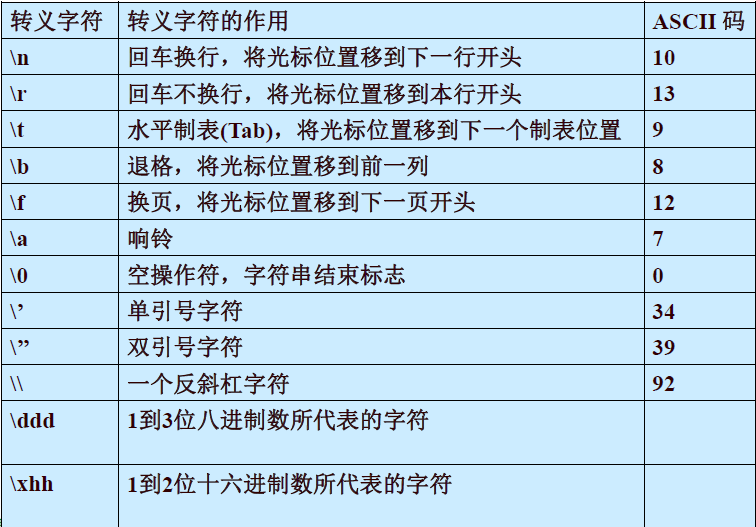 转义字符 转义字符的作用 ASCII 码
\n 回车换行，将光标位置移到下一行开头 10
\r 回车不换行，将光标位置移到本行开头 13
\t 水平制表(Tab)，将光标位置移到下一个制表位置 9
\b 退格，将光标位置移到前一列 8
\f 换页，将光标位置移到下一页开头 12
\a 响铃 7
\0 空操作符，字符串结束标志 0
\’ 单引号字符 34
\” 双引号字符 39
\\ 一个反斜杠字符 92
\ddd 1到3位八进制数所代表的字符
\xhh 1到2位十六进制数所代表的字符